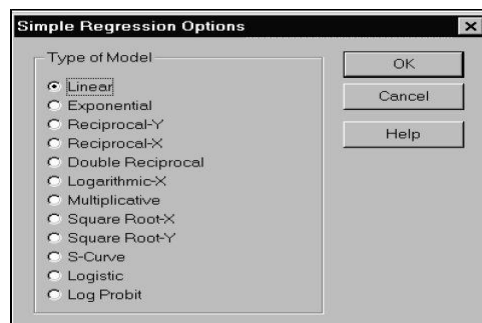 Simple Regression Options
Type of Model
Linear
Exponential
Reciprocal-Y
Reciprocal-X
Double Reciprocal
Logarithmic-X
Multiplicative
Square Root-X
Square Root-Y
S-Curve
Logistic
Log Probit
OK
Cancel
Help